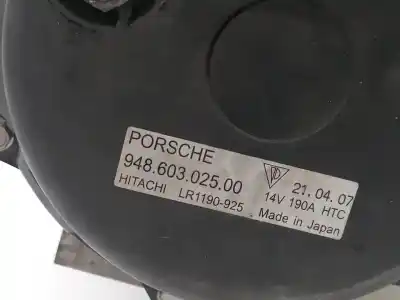 PORSCHE
948.603.025.00 21.04.07
HITACHI LR1190-925 14V 190A HTC
Made in Japan